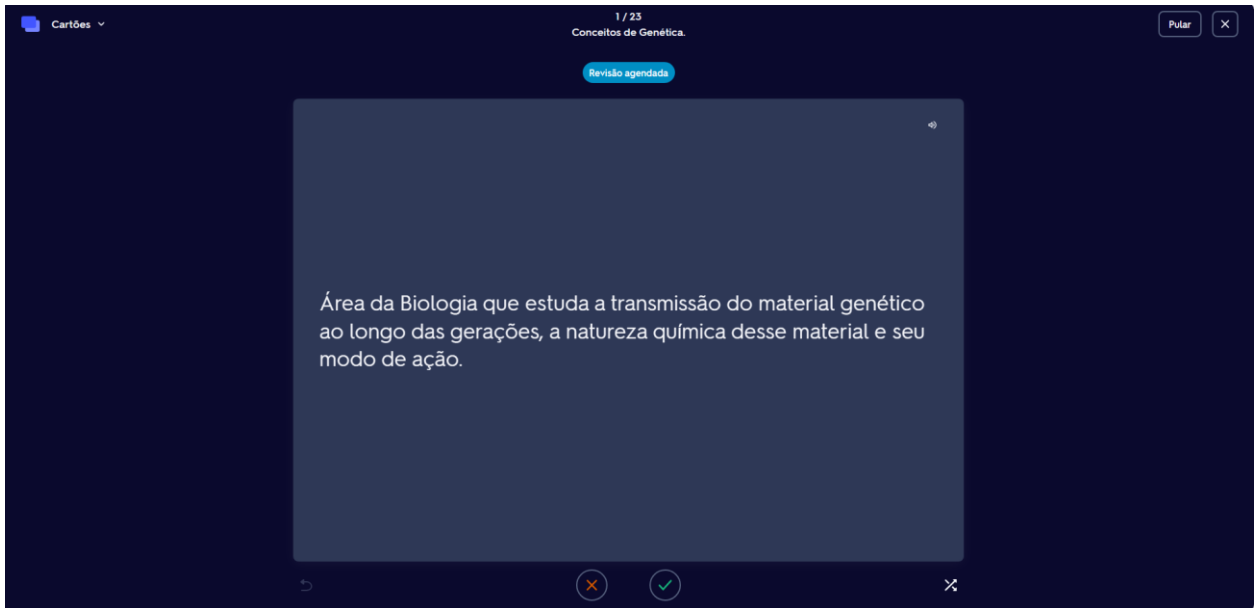 Cartões
1 / 23
Conceitos de Genética.
Pular
Revisão agendada
Área da Biologia que estuda a transmissão do material genético
ao longo das gerações, a natureza química desse material e seu
modo de ação.